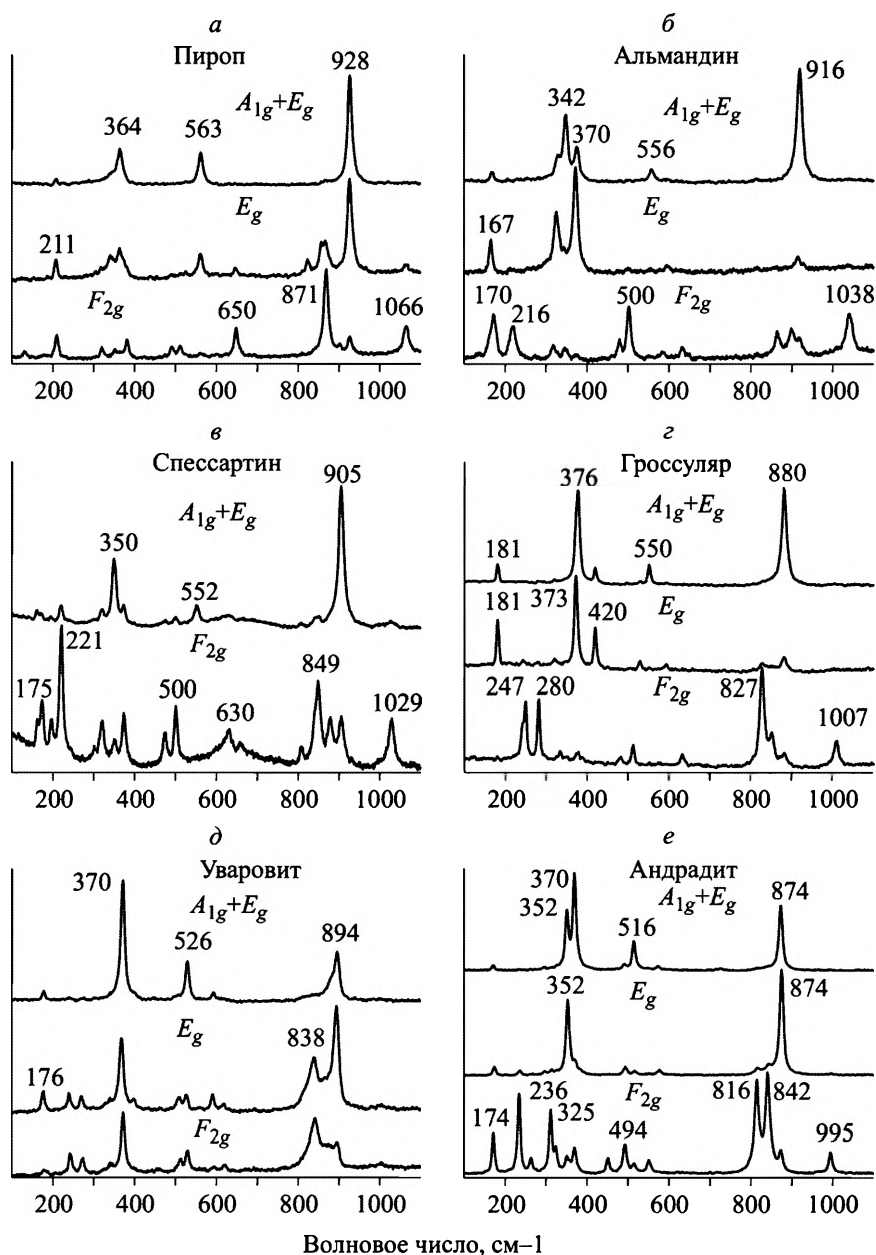 а
Пироп
928
A1g+Eg
364
563
Eg
211
F2g
650
871
1066
200 400 600 800 1000
б
Альмандин
916
342
A1g+Eg
370
556
Eg
167
F2g
170
216
500
1038
200 400 600 800 1000
в
Спессартин
905
A1g+Eg
350
552
221
F2g
175
500
849
630
1029
200 400 600 800 1000
г
Гроссуляр
376
880
A1g+Eg
181
550
181
373
Eg
420
247 280
F2g
827
1007
200 400 600 800 1000
д
Уваровит
370
A1g+Eg
526
894
Eg
838
176
F2g
200 400 600 800 1000
е
Андрадит
370
A1g+Eg
874
352
516
Eg
352
874
F2g
236
816 842
174
325
494
995
200 400 600 800 1000
Волновое число, см–1